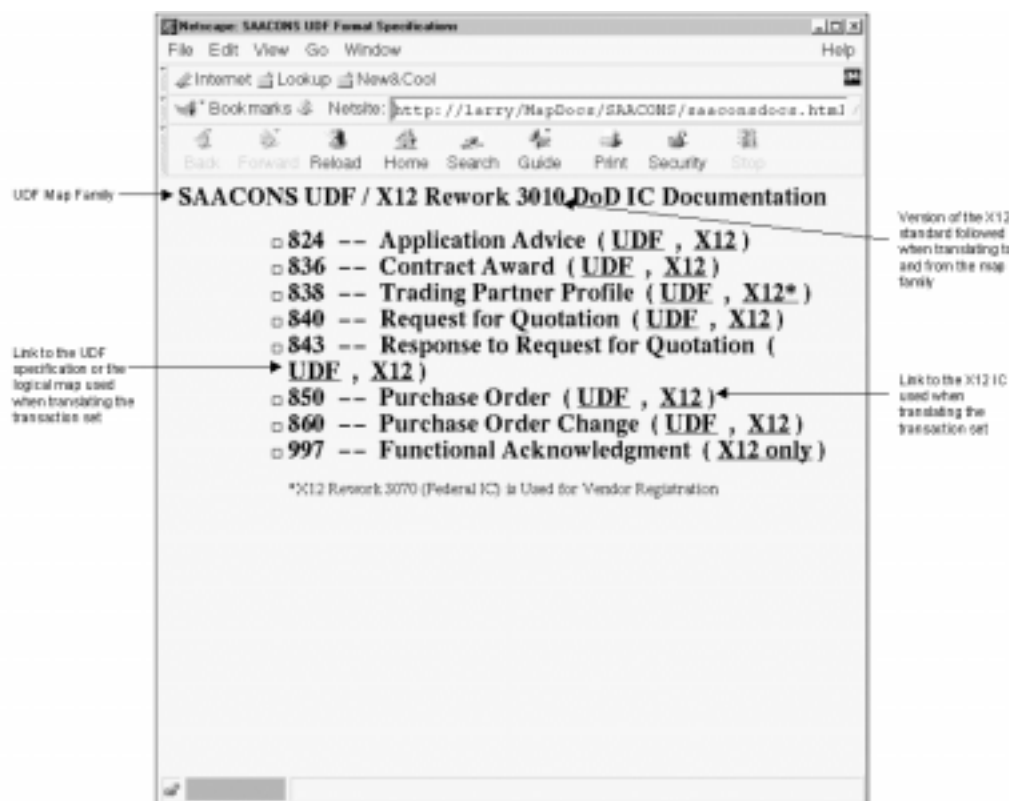 Netscape: SAACONS UDF Format Specifications
File Edit View Go Window Help
Internet Lookup New&Cool
Bookmarks Netsite: http://larry/MapDocs/SAACONS/saaconsdocs.html
Back Forward Reload Home Search Guide Print Security Stop
UDF Map Family
SAACONS UDF / X12 Rework 3010 DoD IC Documentation
Version of the X12
standard followed
when translating to
and from the map
family
824 -- Application Advice ( UDF , X12 )
836 -- Contract Award ( UDF , X12 )
838 -- Trading Partner Profile ( UDF , X12* )
840 -- Request for Quotation ( UDF , X12 )
843 -- Response to Request for Quotation (
UDF , X12 )
Link to the UDF
specification or the
logical map used
when translating the
transaction set
850 -- Purchase Order ( UDF , X12 )
860 -- Purchase Order Change ( UDF , X12 )
997 -- Functional Acknowledgment ( X12 only )
Link to the X12 IC
used when
translating the
transaction set
*X12 Rework 3070 (Federal IC) is Used for Vendor Registration